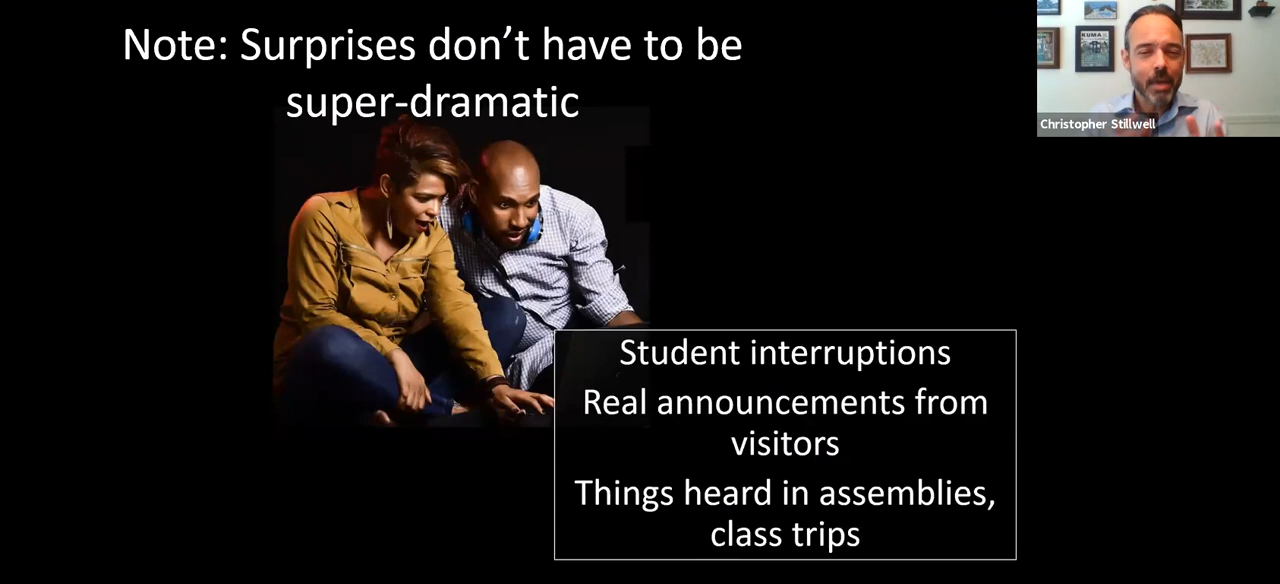 Note: Surprises don’t have to be
super-dramatic
KUMA
Christopher Stillwell
Student interruptions
Real announcements from
visitors
Things heard in assemblies,
class trips